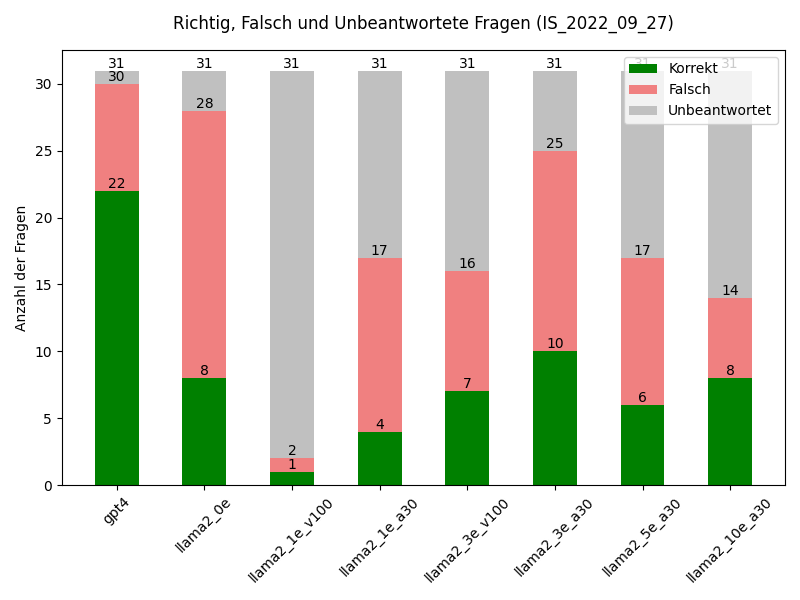 Richtig, Falsch und Unbeantwortete Fragen (IS_2022_09_27)
31 31 31 31 31 31 31 31
Korrekt
Falsch
Unbeantwortet
30
28
25
17
16
17
14
22
8
2
1
4
7
10
6
8
Anzahl der Fragen
30
25
20
15
10
5
0
gpt4
llama2_0e
llama2_1e_v100
llama2_1e_a30
llama2_3e_v100
llama2_3e_a30
llama2_5e_a30
llama2_10e_a30